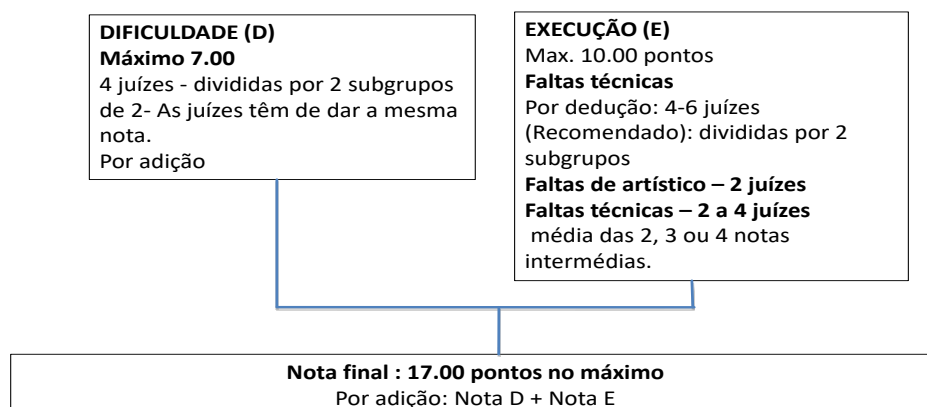 DIFICULDADE (D)
Máximo 7.00
4 juízes - divididas por 2 subgrupos
de 2- As juízes têm de dar a mesma
nota.
Por adição
EXECUÇÃO (E)
Max. 10.00 pontos
Faltas técnicas
Por dedução: 4-6 juízes
(Recomendado): divididas por 2
subgrupos
Faltas de artístico – 2 juízes
Faltas técnicas – 2 a 4 juízes
média das 2, 3 ou 4 notas
intermédias.
Nota final : 17.00 pontos no máximo
Por adição: Nota D + Nota E